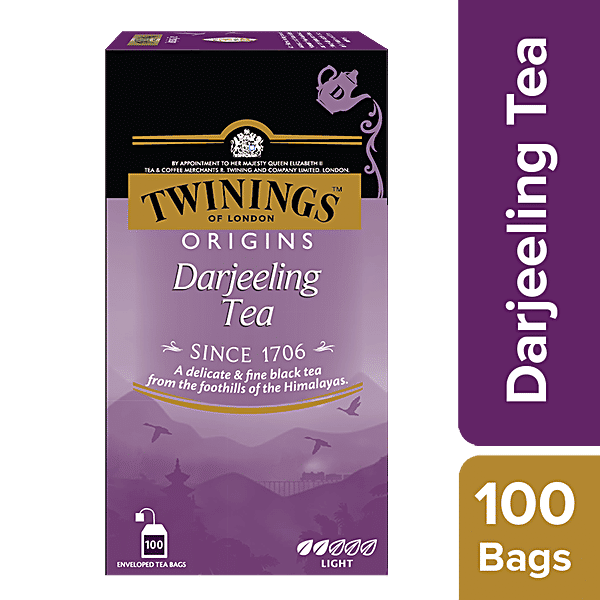 100
D
BY APPOINTMENT TO HER MAJESTY QUEEN ELIZABETH II
TEA & COFFEE MERCHANTS R. TWINING AND COMPANY LIMITED, LONDON.
TWININGS™
OF LONDON
ORIGINS
Darjeeling
Tea
SINCE 1706
A delicate & fine black tea
from the foothills of the Himalayas.
100
ENVELOPED TEA BAGS
LIGHT
Darjeeling Tea
100
Bags